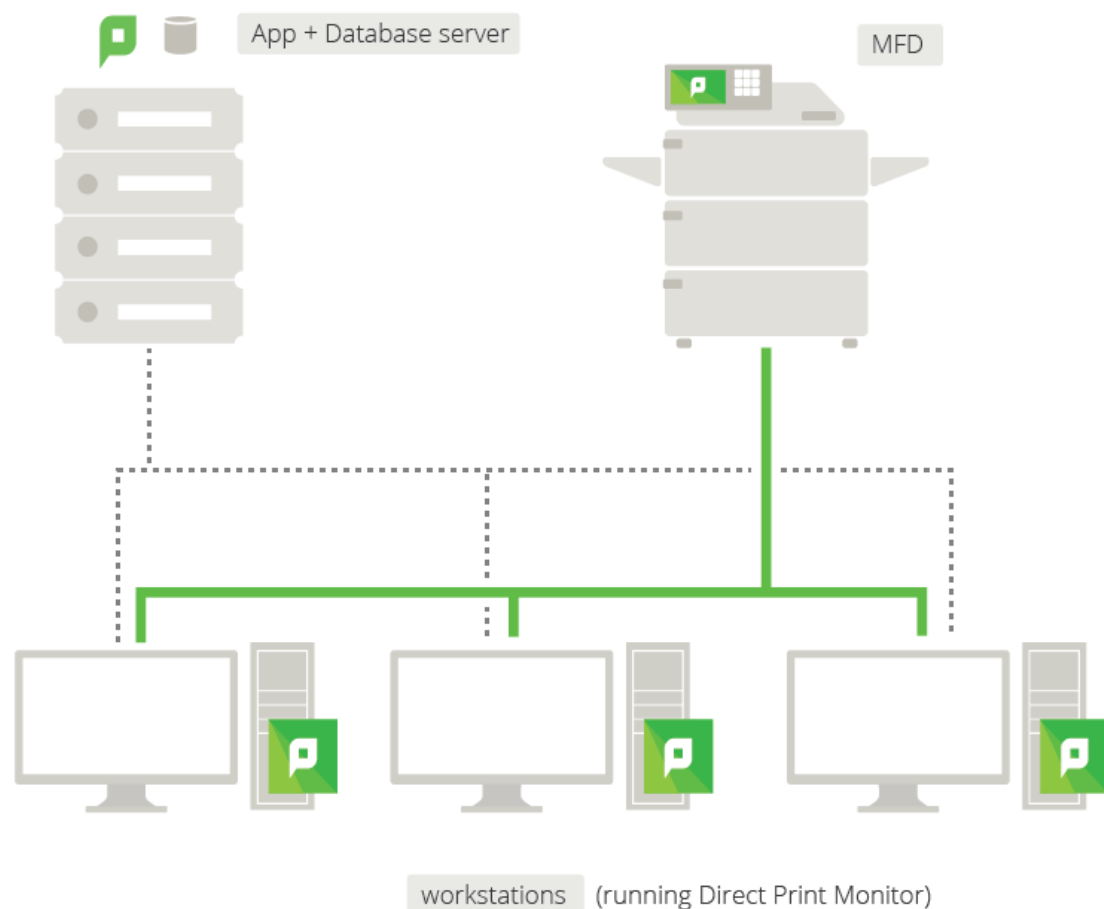 App + Database server
MFD
workstations (running Direct Print Monitor)